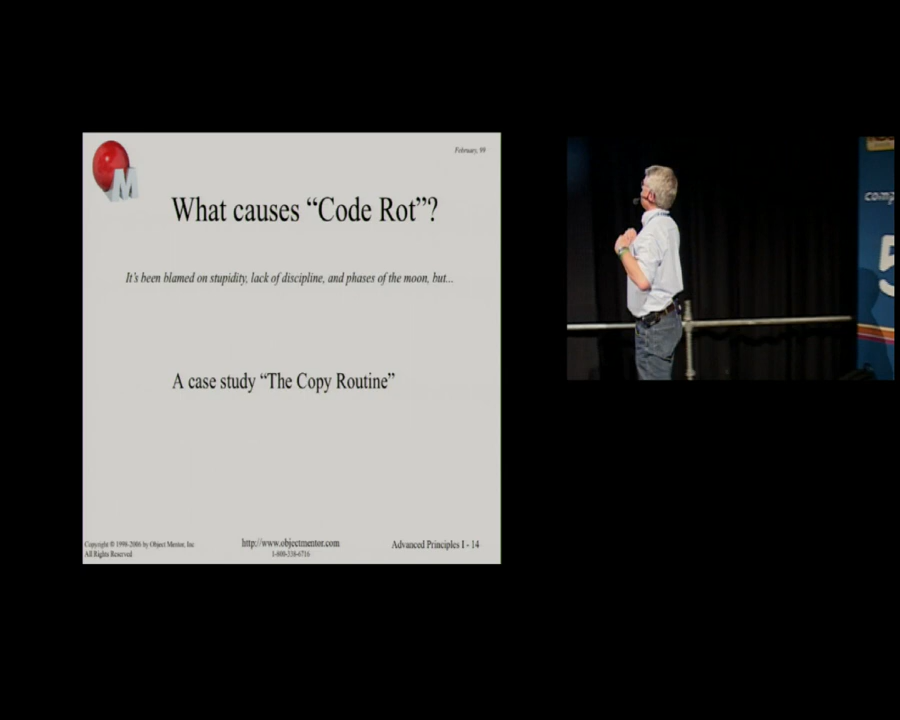 M
February, 99
What causes “Code Rot”?
It's been blamed on stupidity, lack of discipline, and phases of the moon, but...
A case study “The Copy Routine”
Copyright © 1998-2006 by Object Mentor, Inc
All Rights Reserved
http://www.objectmentor.com
1-800-338-6716
Advanced Principles I - 14
comp
5